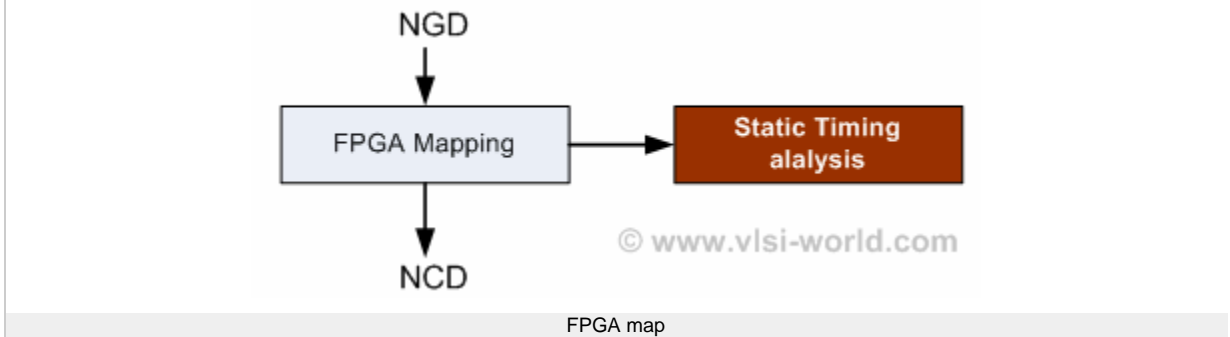 NGD
FPGA Mapping
Static Timing
alalysis
© www.vlsi-world.com
NCD
FPGA map